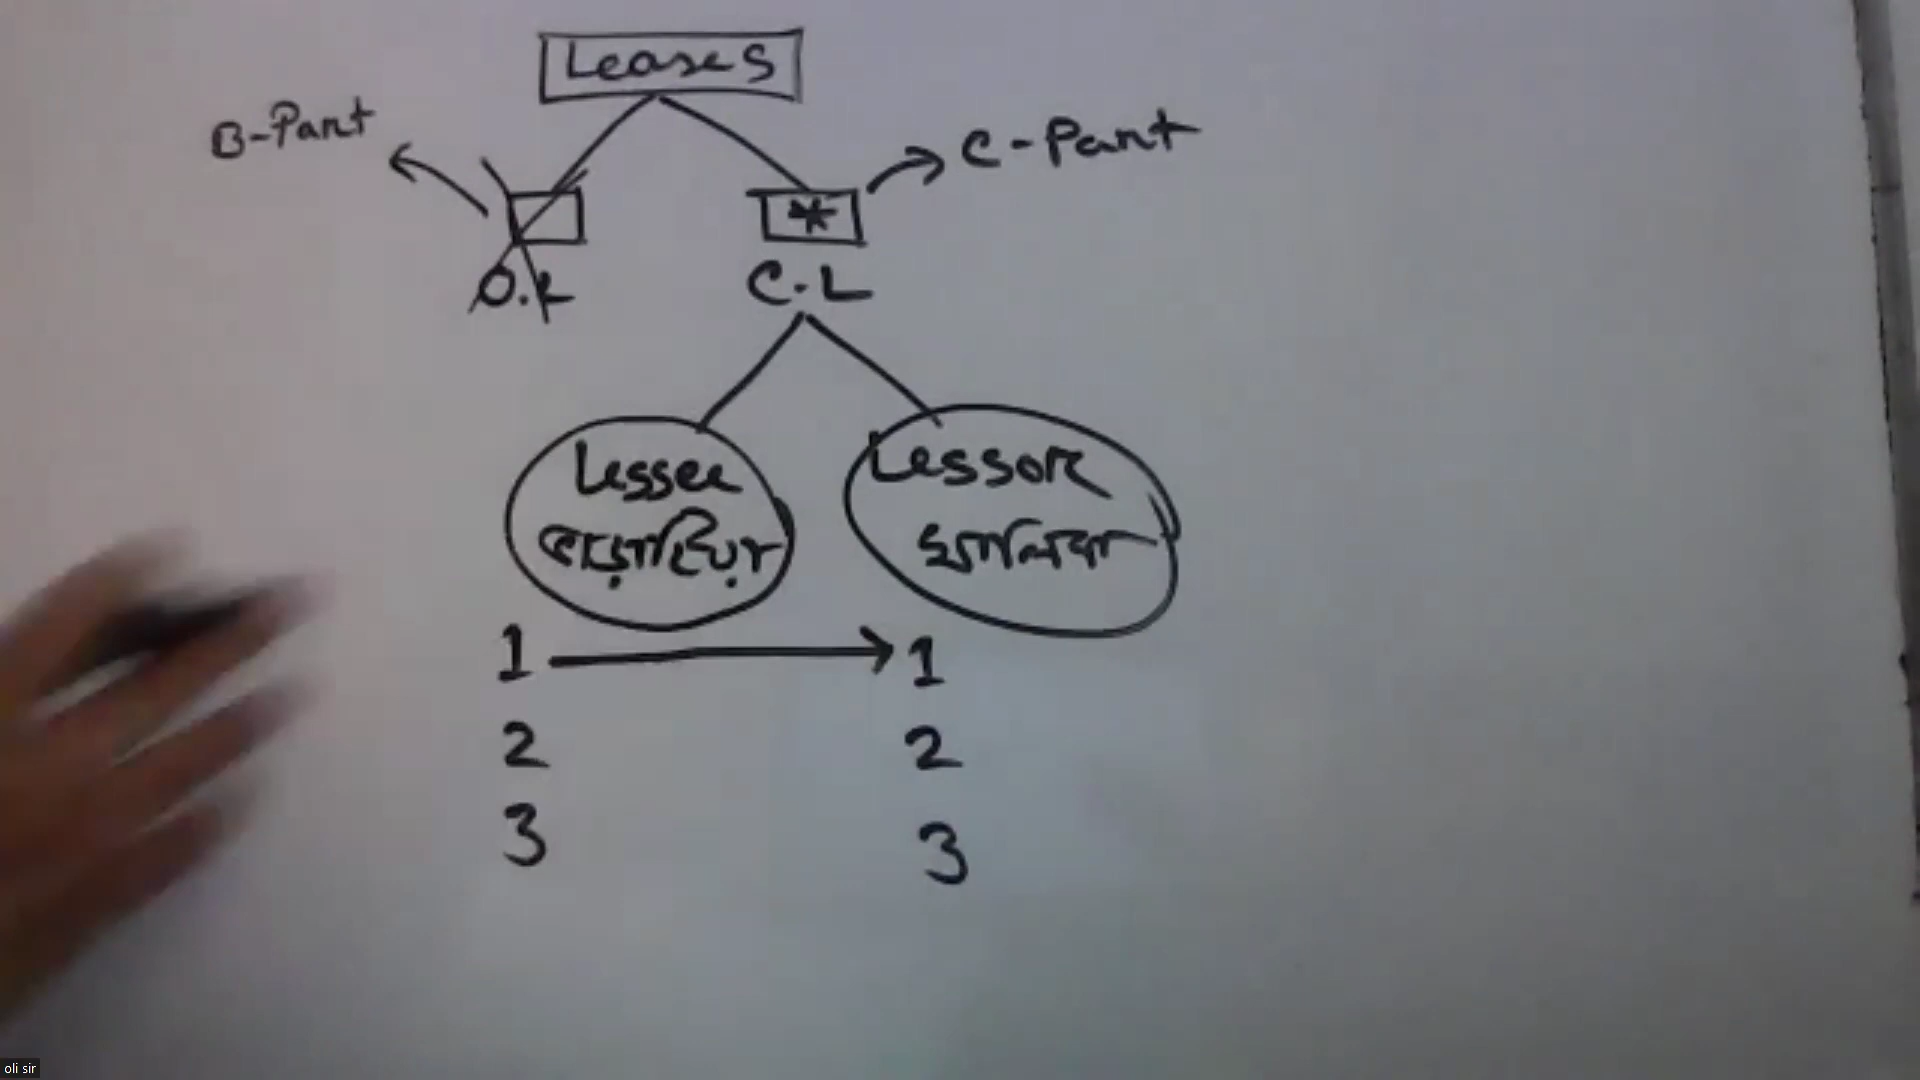 Leases
B-Part
C-Part
*
O.L
C.L
Lessee
ভাড়াটিয়া
Lessor
মালিক
1
1
2
2
3
3
oli sir